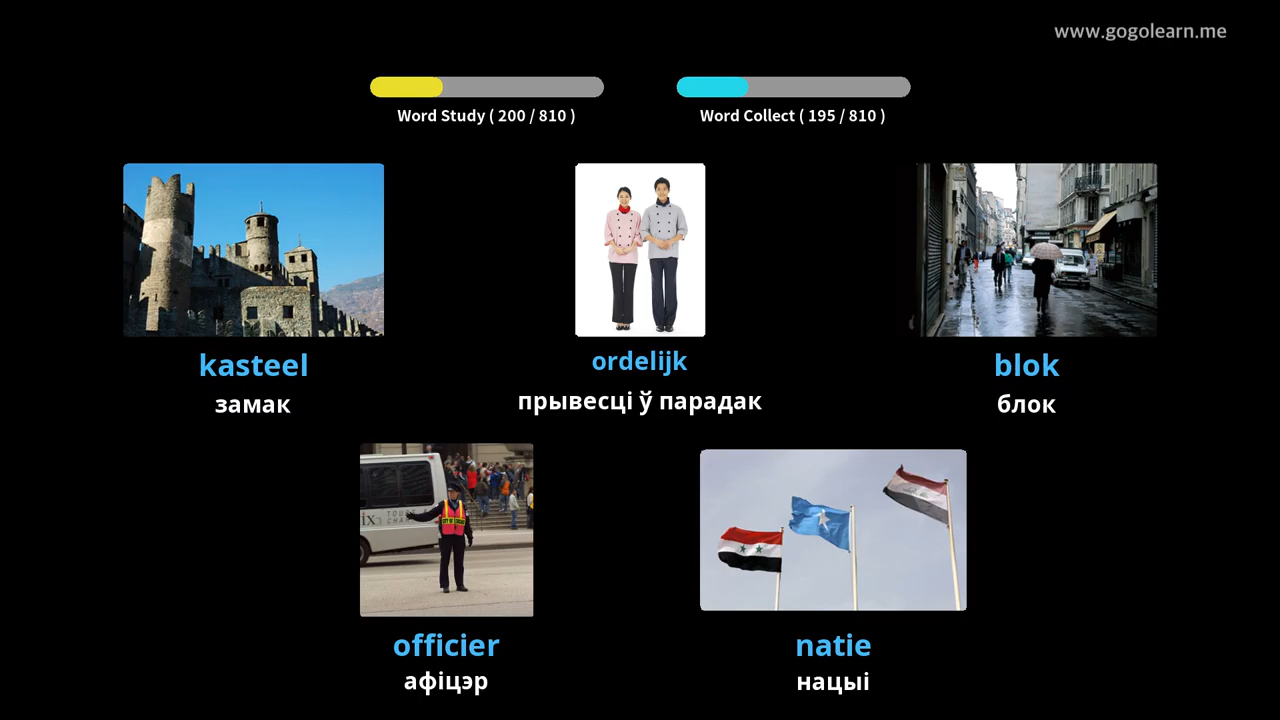 www.gogolearn.me
Word Study ( 200 / 810 )
Word Collect ( 195 / 810 )
kasteel
замак
ordelijk
прывесці ў парадак
blok
блок
officier
афіцэр
natie
нацыі